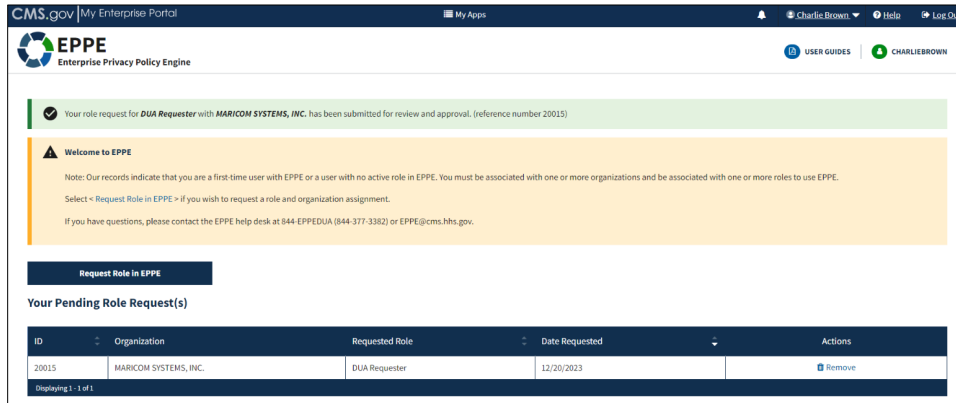 CMS.gov My Enterprise Portal
My Apps
Charlie Brown
Help
Log Ou
EPPE
Enterprise Privacy Policy Engine
USER GUIDES
CHARLIEBROWN
Your role request for DUA Requester with MARICOM SYSTEMS, INC. has been submitted for review and approval. (reference number 20015)
Welcome to EPPE
Note: Our records indicate that you are a first-time user with EPPE or a user with no active role in EPPE. You must be associated with one or more organizations and be associated with one or more roles to use EPPE.
Select < Request Role in EPPE > if you wish to request a role and organization assignment.
If you have questions, please contact the EPPE help desk at 844-EPPEDUA (844-377-3382) or EPPE@cms.hhs.gov.
Request Role in EPPE
Your Pending Role Request(s)
ID Organization Requested Role Date Requested Actions
20015 MARICOM SYSTEMS, INC. DUA Requester 12/20/2023 Remove
Displaying 1 - 1 of 1